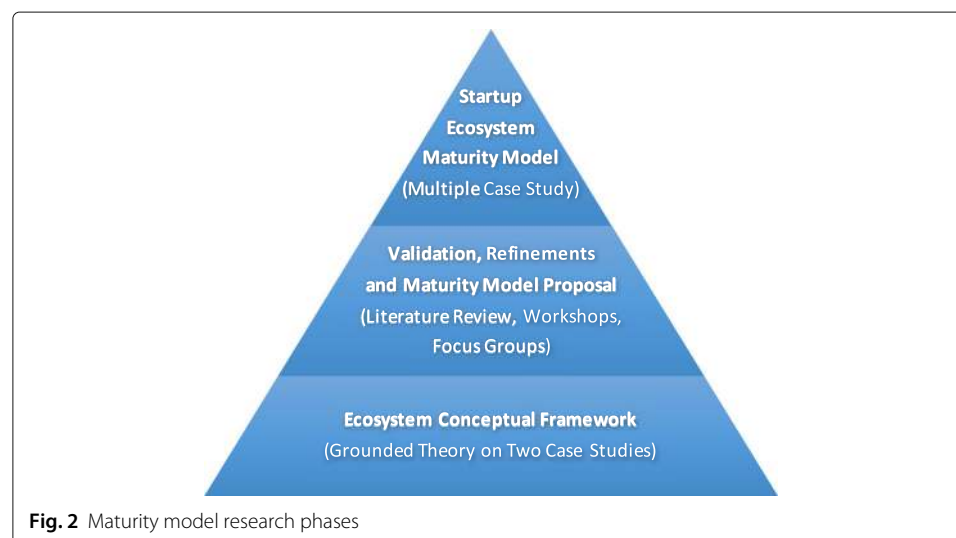 Startup
Ecosystem
Maturity Model
(Multiple Case Study)
Validation, Refinements
and Maturity Model Proposal
(Literature Review, Workshops,
Focus Groups)
Ecosystem Conceptual Framework
(Grounded Theory on Two Case Studies)
Fig. 2 Maturity model research phases